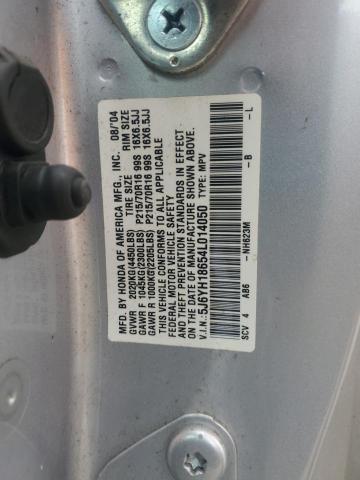 MFD. BY HONDA OF AMERICA MFG., INC. 08/'04
TIRE SIZE RIM SIZE
GVWR 2020KG(4450LBS)
GAWR F 1045KG(2300LBS) P215/70R16 99S 16X6.5JJ
GAWR R 1000KG(2205LBS) P215/70R16 99S 16X6.5JJ
THIS VEHICLE CONFORMS TO ALL APPLICABLE
FEDERAL MOTOR VEHICLE SAFETY
AND THEFT PREVENTION STANDARDS IN EFFECT
ON THE DATE OF MANUFACTURE SHOWN ABOVE.
V.I.N.: 5J6YH18654L014050 TYPE: MPV
SCV 4 AB6 -NH623M -B -L